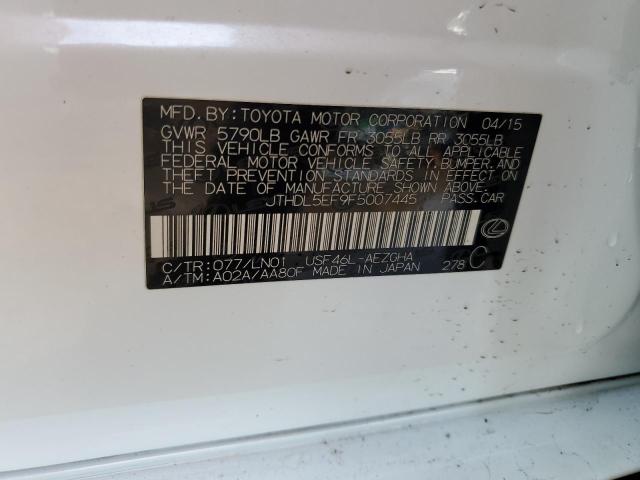 MFD. BY: TOYOTA MOTOR CORPORATION 04/15
GVWR 5790LB GAWR FR 3055LB RR 3055LB
THIS VEHICLE CONFORMS TO ALL APPLICABLE
FEDERAL MOTOR VEHICLE SAFETY, BUMPER, AND
THEFT PREVENTION STANDARDS IN EFFECT ON
THE DATE OF MANUFACTURE SHOWN ABOVE.
JTHDL5EF9F5007445 PASS.CAR
C/TR: 077/LN01 USF46L-AEZGHA
A/TM: A02A/AA80F MADE IN JAPAN 278 C